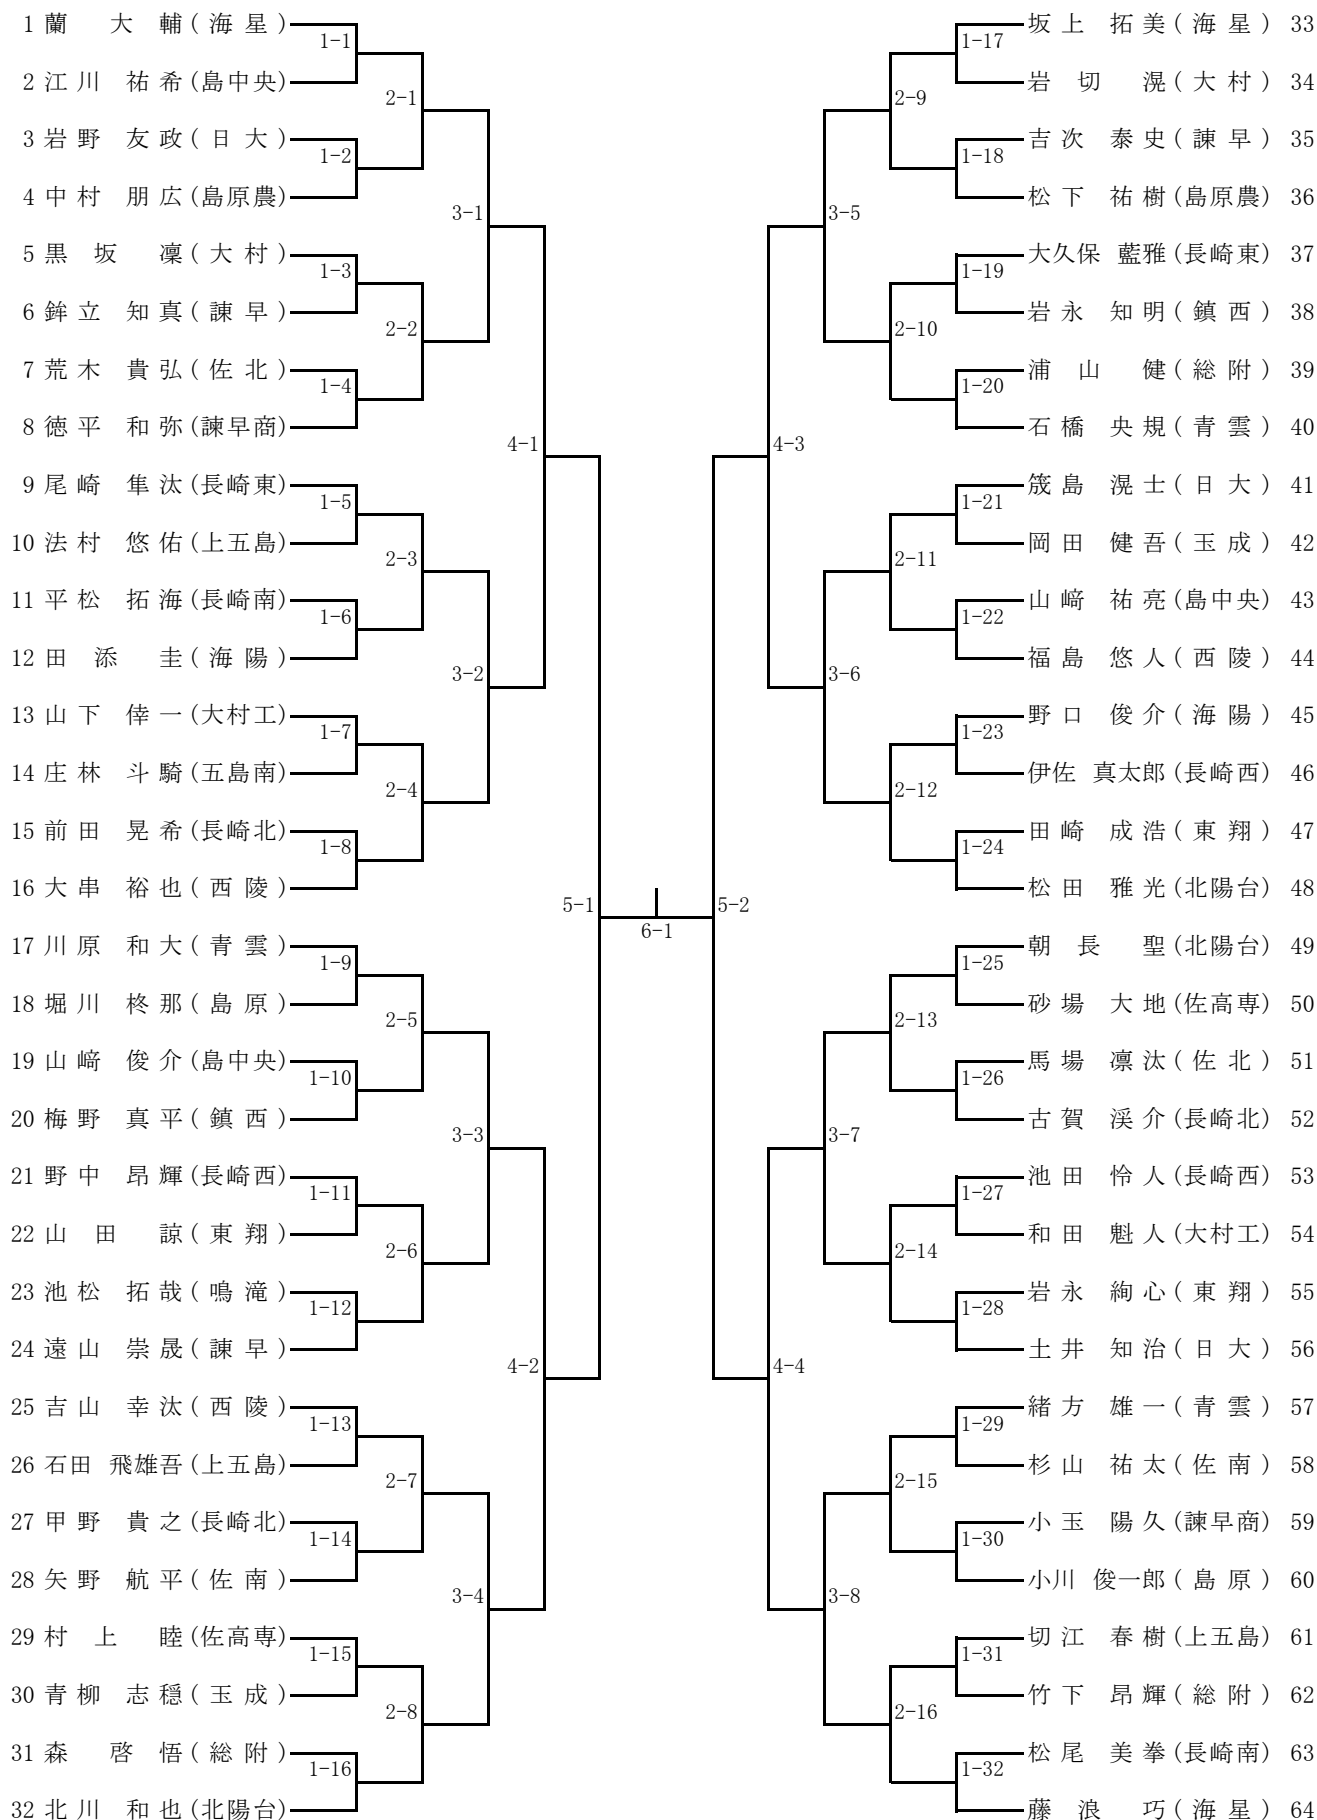 1 蘭 大 輔 ( 海 星 )
1-1
2 江 川 祐 希 (島中央)
2-1
3 岩 野 友 政 ( 日 大 )
1-2
4 中 村 朋 広 (島原農)
3-1
5 黒 坂 凜 ( 大 村 )
1-3
6 鉾 立 知 真 ( 諫 早 )
2-2
7 荒 木 貴 弘 ( 佐 北 )
1-4
8 徳 平 和 弥 (諫早商)
4-1
9 尾 崎 隼 汰 (長崎東)
1-5
10 法 村 悠 佑 (上五島)
2-3
11 平 松 拓 海 (長崎南)
1-6
12 田 添 圭 ( 海 陽 )
3-2
13 山 下 倖 一 (大村工)
1-7
14 庄 林 斗 騎 (五島南)
2-4
15 前 田 晃 希 (長崎北)
1-8
16 大 串 裕 也 ( 西 陵 )
5-1
17 川 原 和 大 ( 青 雲 )
1-9
18 堀 川 柊 那 ( 島 原 )
2-5
19 山 﨑 俊 介 (島中央)
1-10
20 梅 野 真 平 ( 鎮 西 )
3-3
21 野 中 昂 輝 (長崎西)
1-11
22 山 田 諒 ( 東 翔 )
2-6
23 池 松 拓 哉 ( 鳴 滝 )
1-12
24 遠 山 崇 晟 ( 諫 早 )
4-2
25 吉 山 幸 汰 ( 西 陵 )
1-13
26 石田 飛雄吾 (上五島)
2-7
27 甲 野 貴 之 (長崎北)
1-14
28 矢 野 航 平 ( 佐 南 )
3-4
29 村 上 睦 (佐高専)
1-15
30 青 柳 志 穏 ( 玉 成 )
2-8
31 森 啓 悟 ( 総 附 )
1-16
32 北 川 和 也 (北陽台)
6-1
坂 上 拓 美 ( 海 星 ) 33
1-17
岩 切 滉 ( 大 村 ) 34
2-9
吉 次 泰 史 ( 諫 早 ) 35
1-18
松 下 祐 樹 (島原農) 36
3-5
大久保 藍雅 (長崎東) 37
1-19
岩 永 知 明 ( 鎮 西 ) 38
2-10
浦 山 健 ( 総 附 ) 39
1-20
石 橋 央 規 ( 青 雲 ) 40
4-3
筬 島 滉 士 ( 日 大 ) 41
1-21
岡 田 健 吾 ( 玉 成 ) 42
2-11
山 﨑 祐 亮 (島中央) 43
1-22
福 島 悠 人 ( 西 陵 ) 44
3-6
野 口 俊 介 ( 海 陽 ) 45
1-23
伊佐 真太郎 (長崎西) 46
2-12
田 崎 成 浩 ( 東 翔 ) 47
1-24
松 田 雅 光 (北陽台) 48
5-2
朝 長 聖 (北陽台) 49
1-25
砂 場 大 地 (佐高専) 50
2-13
馬 場 凛 汰 ( 佐 北 ) 51
1-26
古 賀 渓 介 (長崎北) 52
3-7
池 田 怜 人 (長崎西) 53
1-27
和 田 魁 人 (大村工) 54
2-14
岩 永 絢 心 ( 東 翔 ) 55
1-28
土 井 知 治 ( 日 大 ) 56
4-4
緒 方 雄 一 ( 青 雲 ) 57
1-29
杉 山 祐 太 ( 佐 南 ) 58
2-15
小 玉 陽 久 (諫早商) 59
1-30
小川 俊一郎 ( 島 原 ) 60
3-8
切 江 春 樹 (上五島) 61
1-31
竹 下 昂 輝 ( 総 附 ) 62
2-16
松 尾 美 拳 (長崎南) 63
1-32
藤 浪 巧 ( 海 星 ) 64